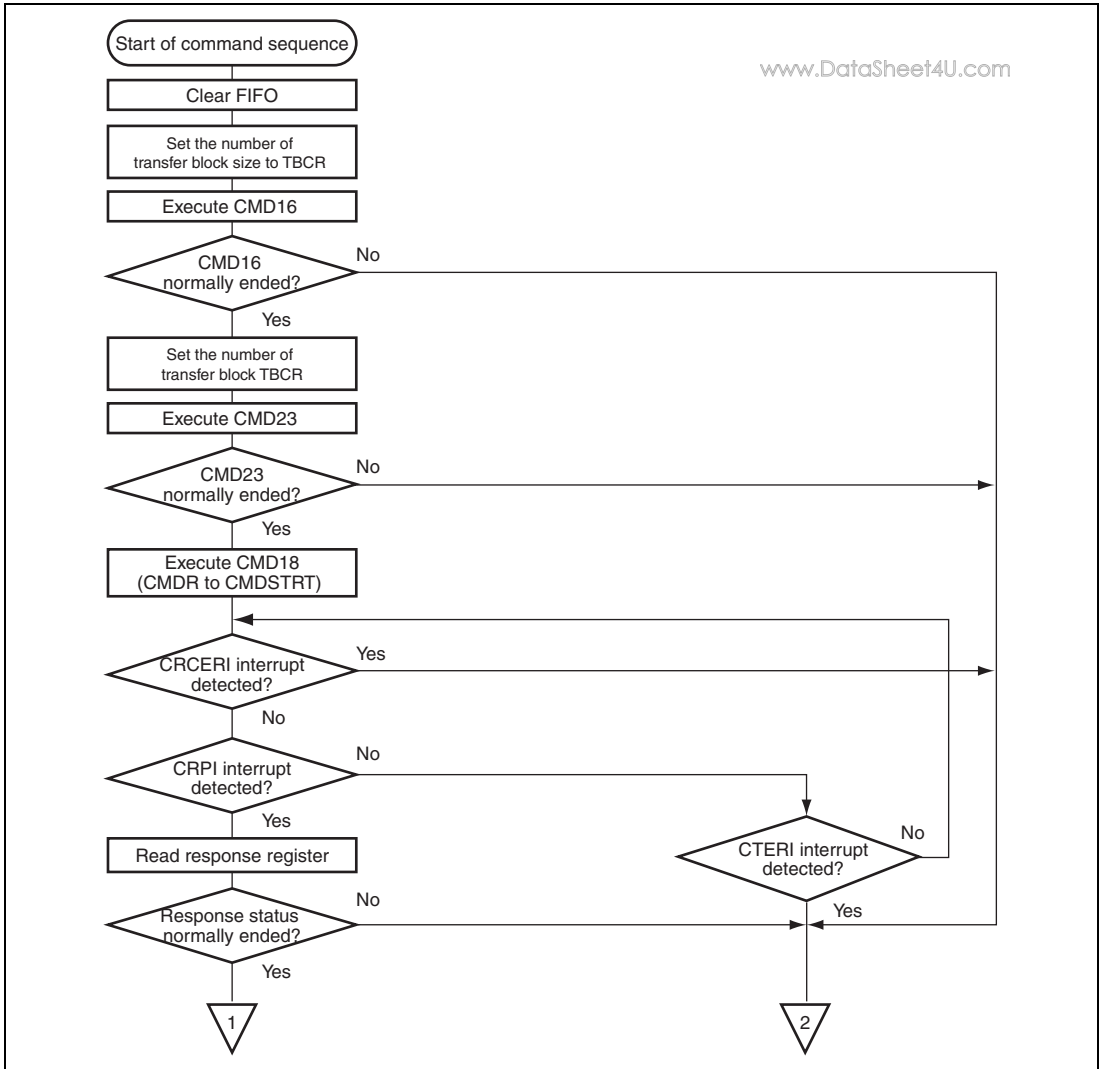 Start of command sequence
www.DataSheet4U.com
Clear FIFO
Set the number of
transfer block size to TBCR
Execute CMD16
CMD16
normally ended?
No
Yes
Set the number of
transfer block TBCR
Execute CMD23
CMD23
normally ended?
No
Yes
Execute CMD18
(CMDR to CMDSTRT)
CRCERI interrupt
detected?
Yes
No
CRPI interrupt
detected?
No
Yes
CTERI interrupt
detected?
No
Yes
Read response register
Response status
normally ended?
No
Yes
1
2